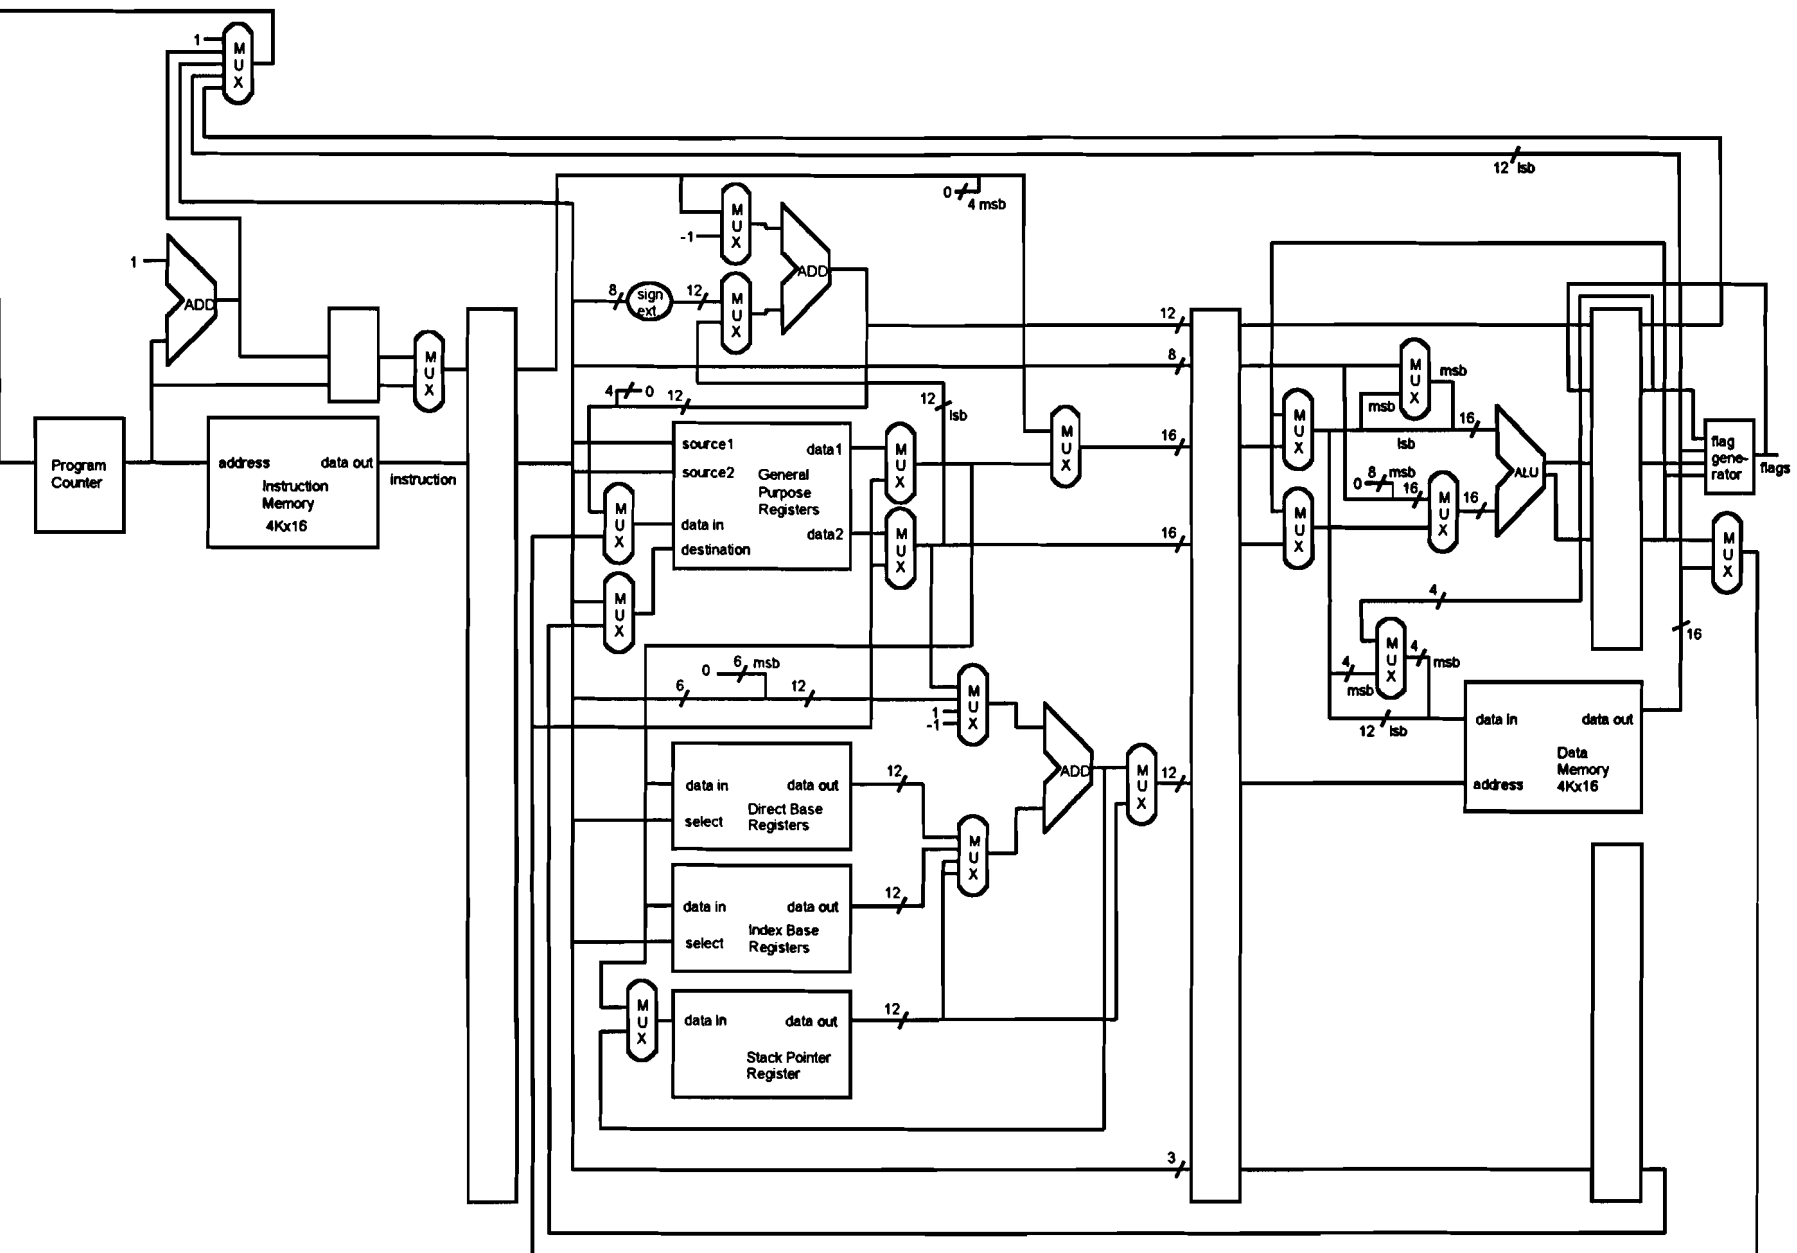 1
M
U
X
12 lsb
0
4 msb
M
U
X
-1
1
ADD
ADD
8
sign
ext.
12
M
U
X
12
8
M
U
X
M
U
X
msb
msb
4
0
12
12
lsb
16
lsb
M
U
X
16
M
U
X
ALU
flag
gene-
rator
flags
Program
Counter
address
data out
Instruction
Memory
4Kx16
instruction
source1
source2
data in
destination
data1
data2
General
Purpose
Registers
M
U
X
M
U
X
M
U
X
M
U
X
0
8
msb
16
M
U
X
16
16
M
U
X
M
U
X
4
M
U
X
4
msb
4
msb
12
lsb
16
0
6
msb
6
12
1
-1
M
U
X
ADD
data in
data out
Direct Base
Registers
select
12
M
U
X
12
data in
data out
Data
Memory
4Kx16
address
M
U
X
data in
data out
Index Base
Registers
select
12
M
U
X
data in
data out
Stack Pointer
Register
12
3